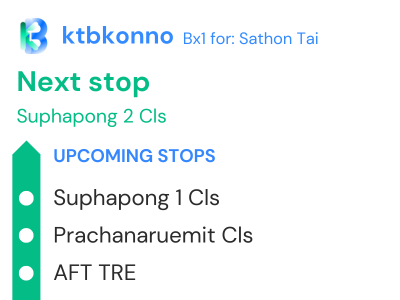 ktbkonno Bx1 for: Sathon Tai
Next stop
Suphapong 2 Cls
UPCOMING STOPS
Suphapong 1 Cls
Prachanaruemit Cls
AFT TRE